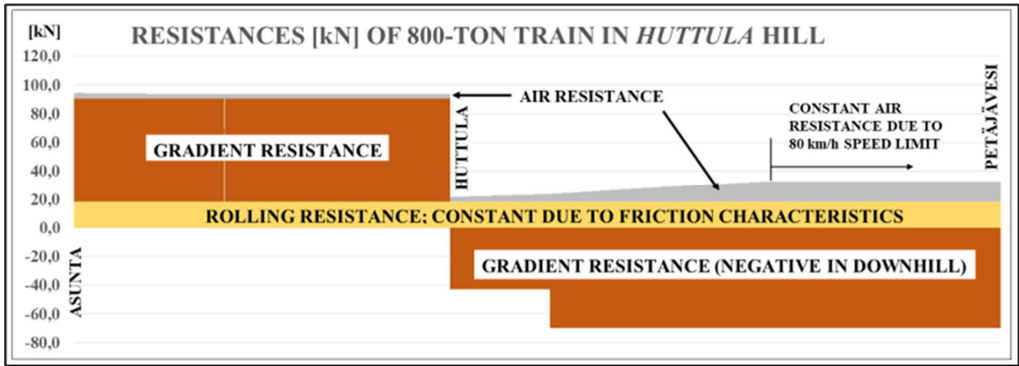 [kN]
RESISTANCES [kN] OF 800-TON TRAIN IN HUTTULA HILL
120,0
100,0
80,0
60,0
40,0
20,0
0,0
-20,0
-40,0
-60,0
-80,0
AIR RESISTANCE
CONSTANT AIR
RESISTANCE DUE TO
80 km/h SPEED LIMIT
PETÄJÄVESI
HUTTULA
GRADIENT RESISTANCE
ROLLING RESISTANCE; CONSTANT DUE TO FRICTION CHARACTERISTICS
GRADIENT RESISTANCE (NEGATIVE IN DOWNHILL)
ASUNTA